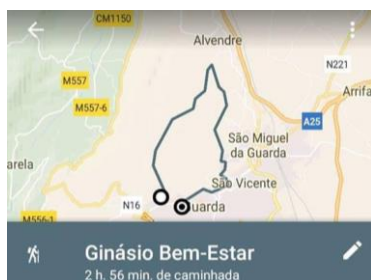 CM1150
Alvendre
N221
M557
M557-6
Arrifa
A25
São Miguel
da Guarda
arela
São Vicente
N16
uarda
M556-1
Ginásio Bem-Estar
2 h, 56 min. de caminhada